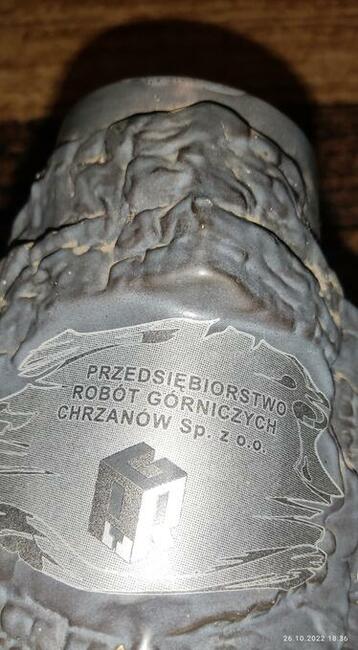 PRZEDSIĘBIORSTWO
ROBÓT GÓRNICZYCH
CHRZANÓW Sp. z o.o.
26.10.2022 18:36